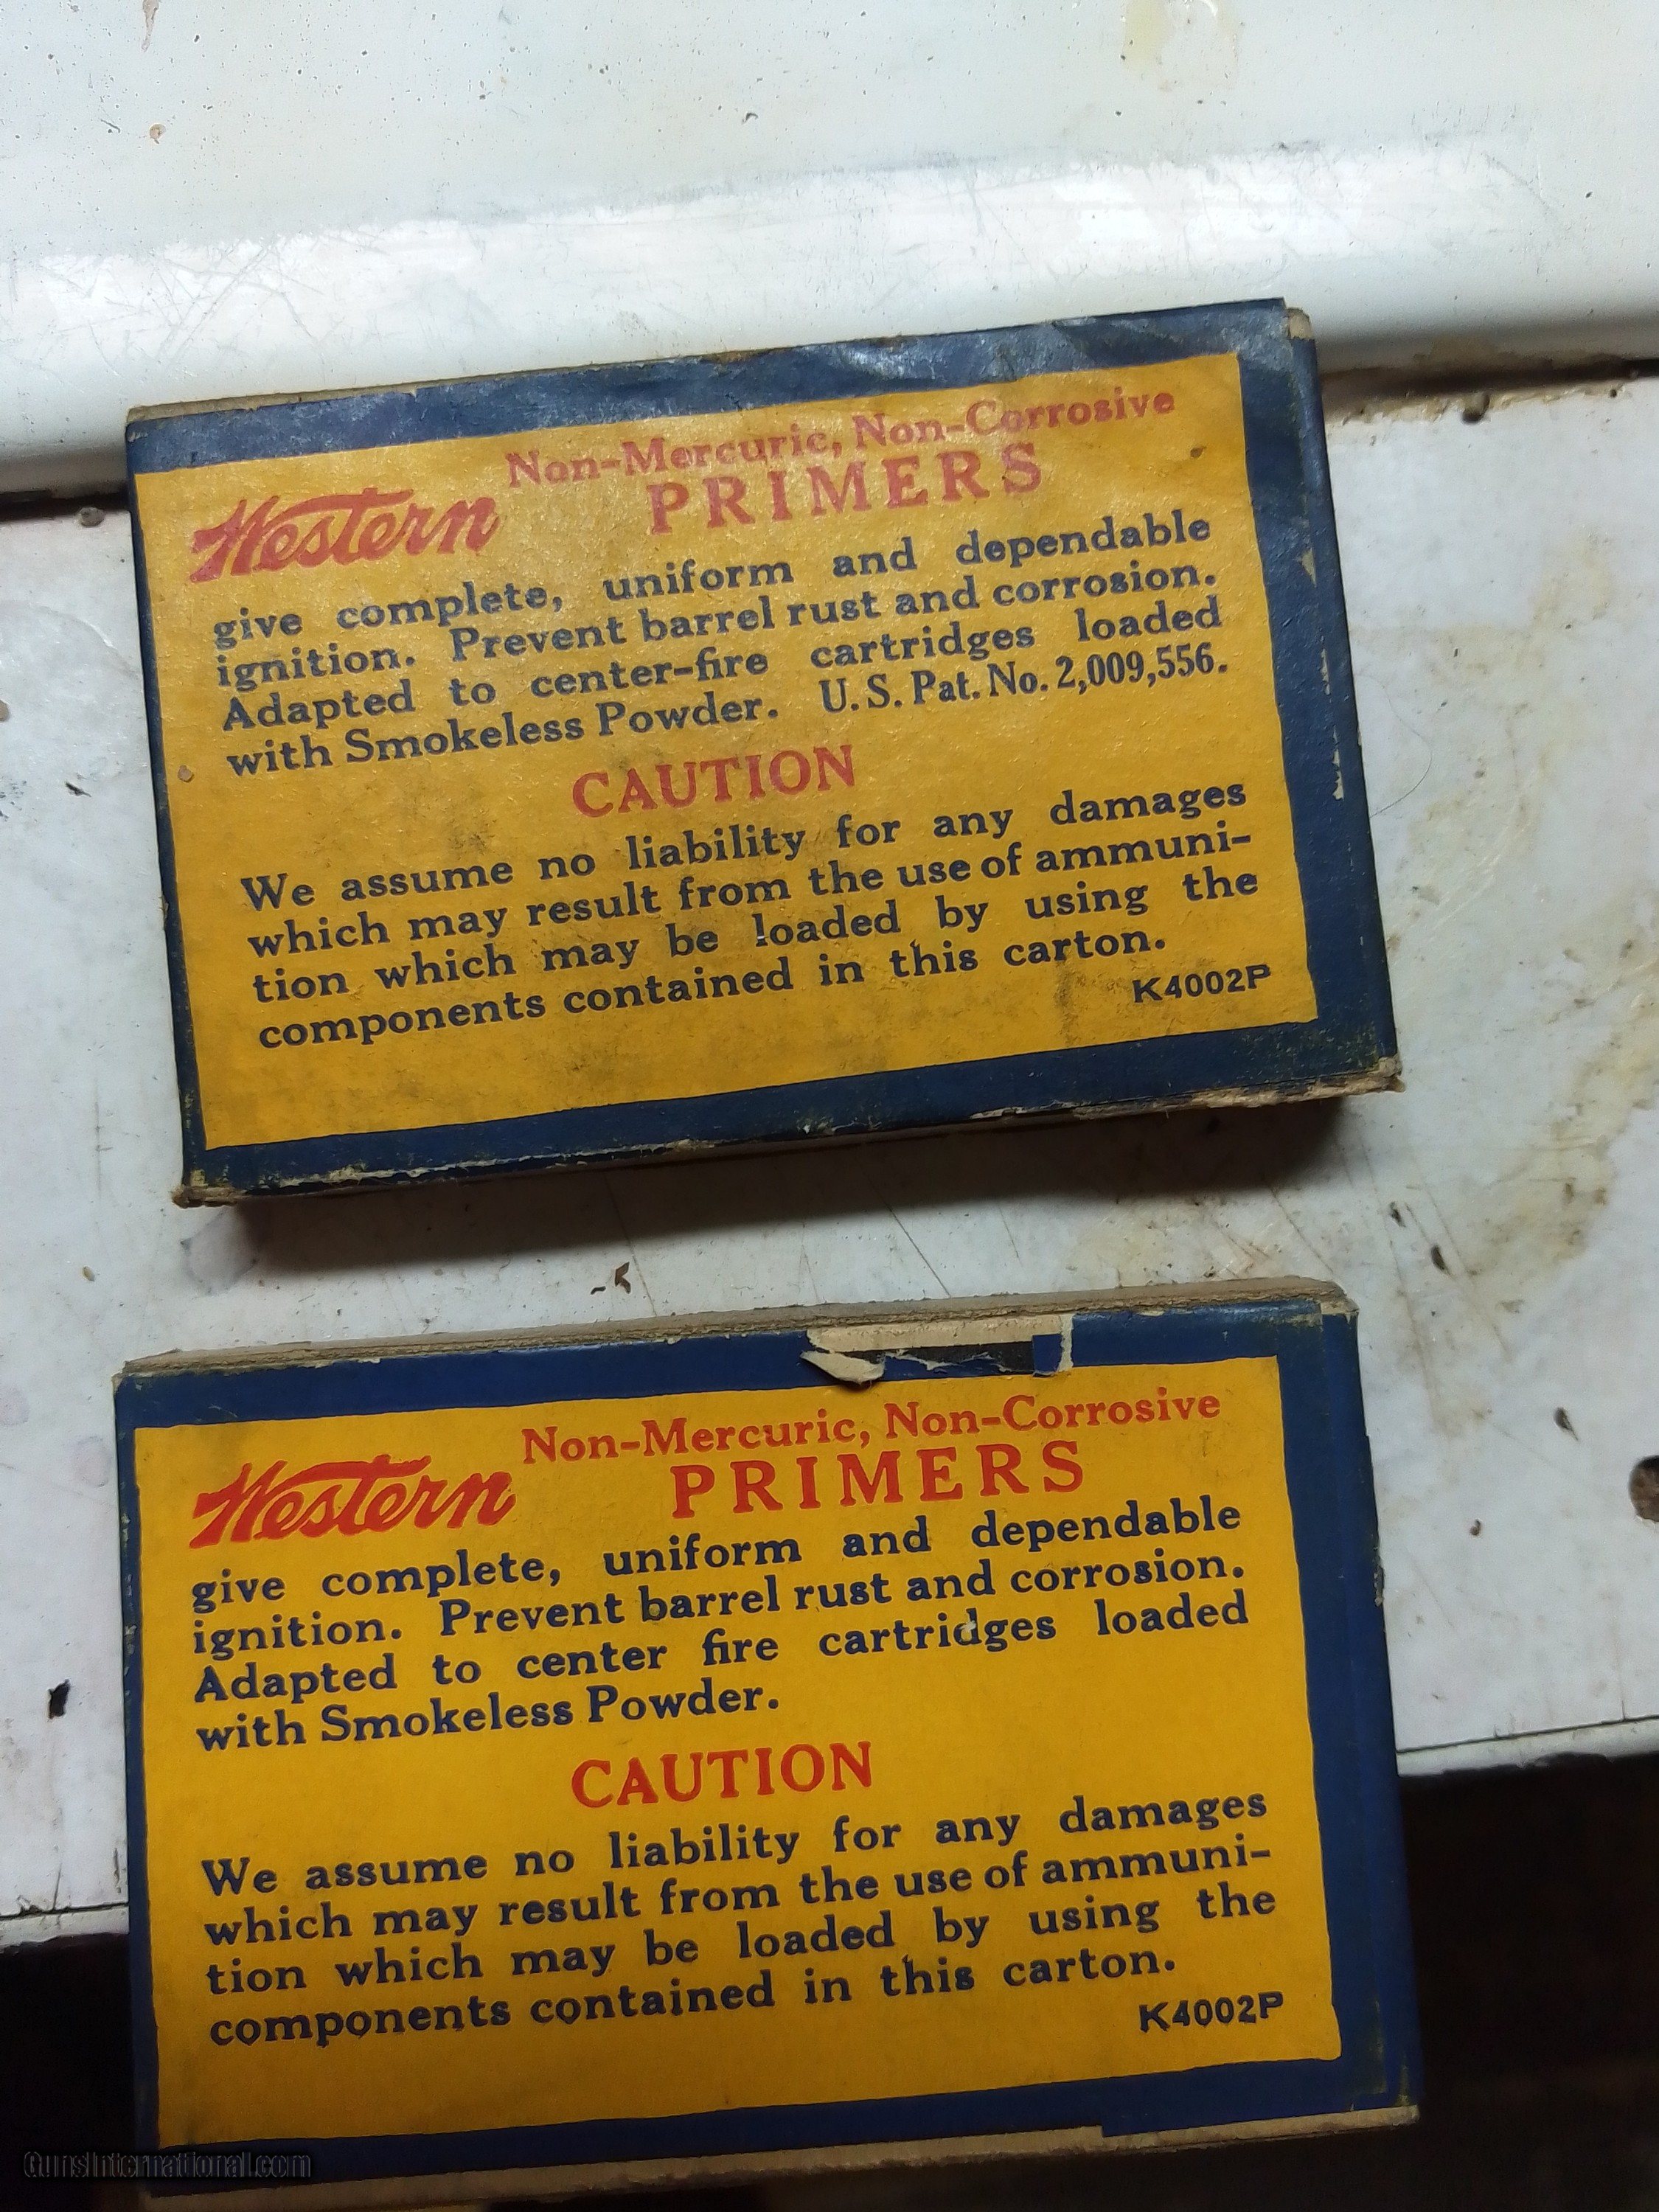 Non-Mercuric, Non-Corrosive
Western PRIMERS
give complete, uniform and dependable
ignition. Prevent barrel rust and corrosion.
Adapted to center-fire cartridges loaded
with Smokeless Powder. U.S. Pat. No. 2,009,556.
CAUTION
We assume no liability for any damages
which may result from the use of ammuni-
tion which may be loaded by using the
components contained in this carton.
K4002P
Non-Mercuric, Non-Corrosive
Western PRIMERS
give complete, uniform and dependable
ignition. Prevent barrel rust and corrosion.
Adapted to center fire cartridges loaded
with Smokeless Powder.
CAUTION
We assume no liability for any damages
which may result from the use of ammuni-
tion which may be loaded by using the
components contained in this carton.
K4002P
GunsInternational.com